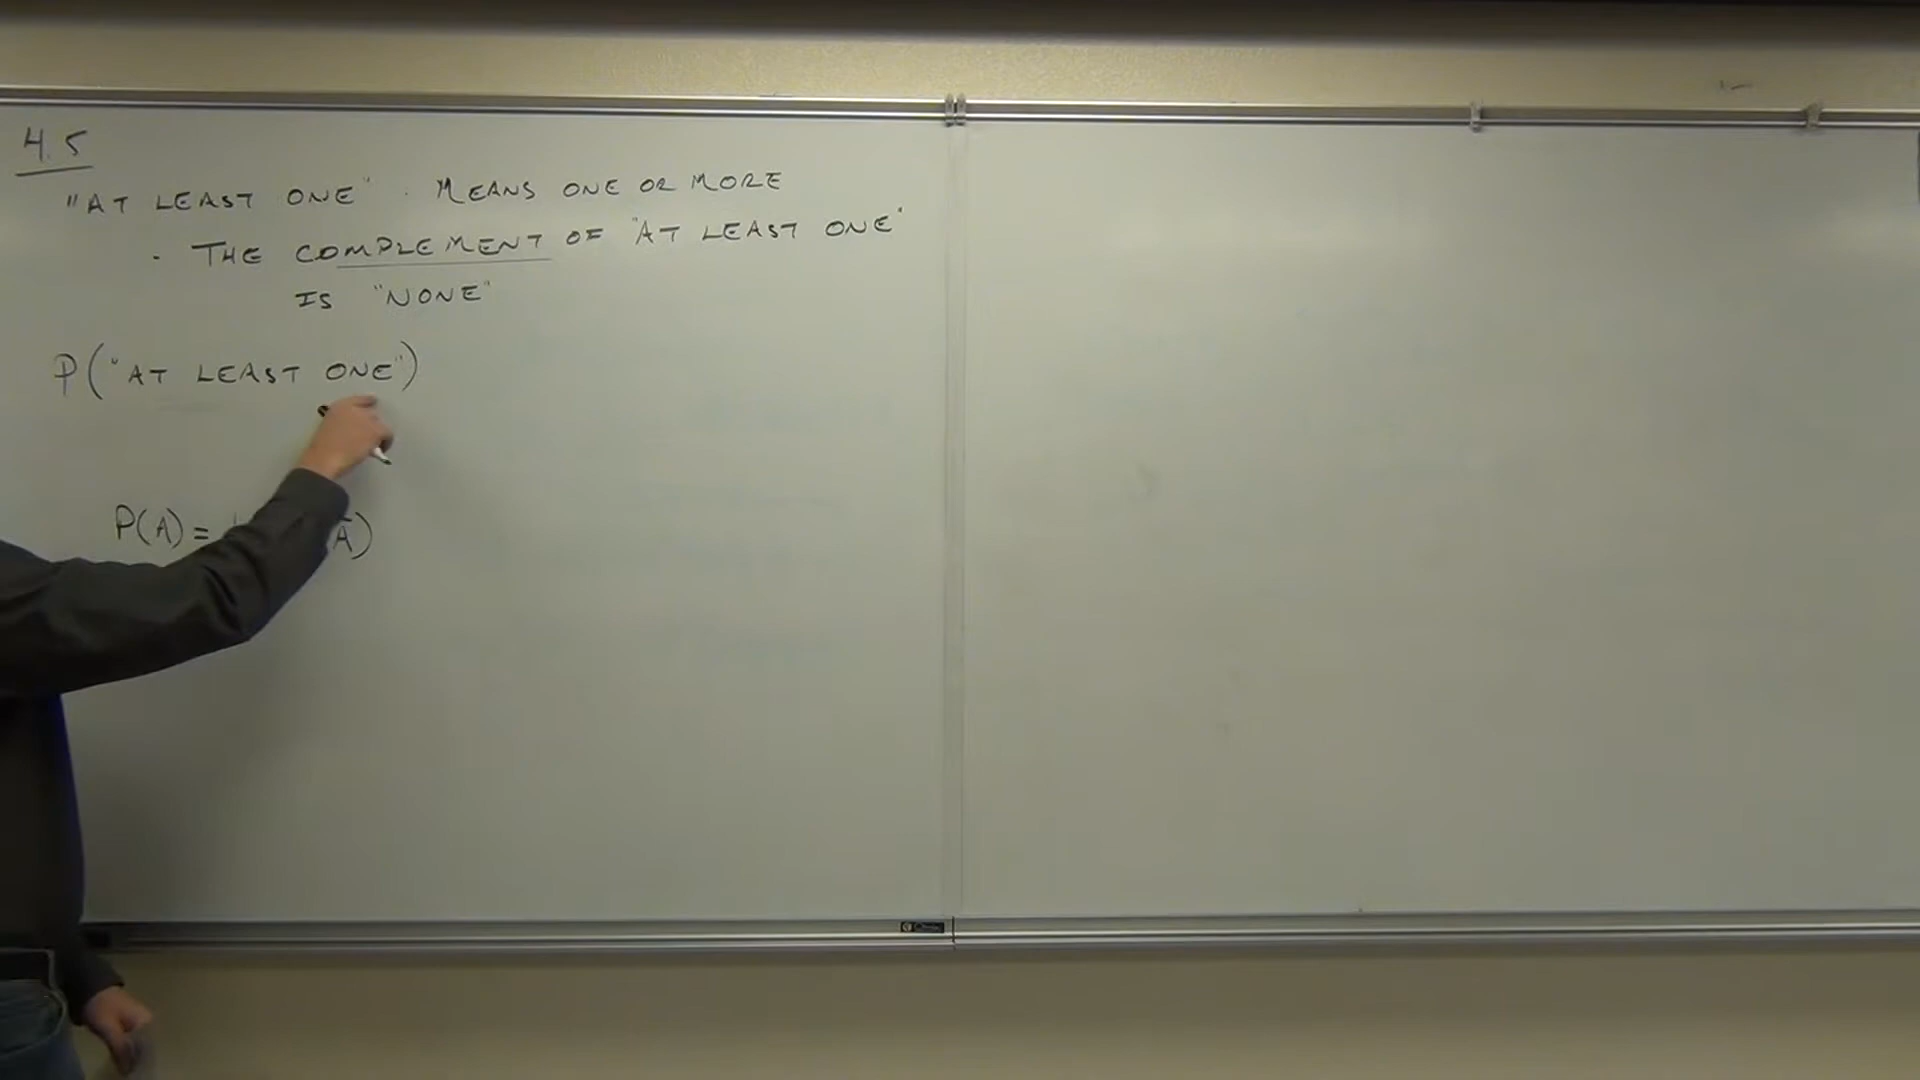 4.5
"AT LEAST ONE" · MEANS ONE OR MORE
· THE COMPLEMENT OF "AT LEAST ONE"
IS "NONE"
P("AT LEAST ONE")
P(A) = Ā)